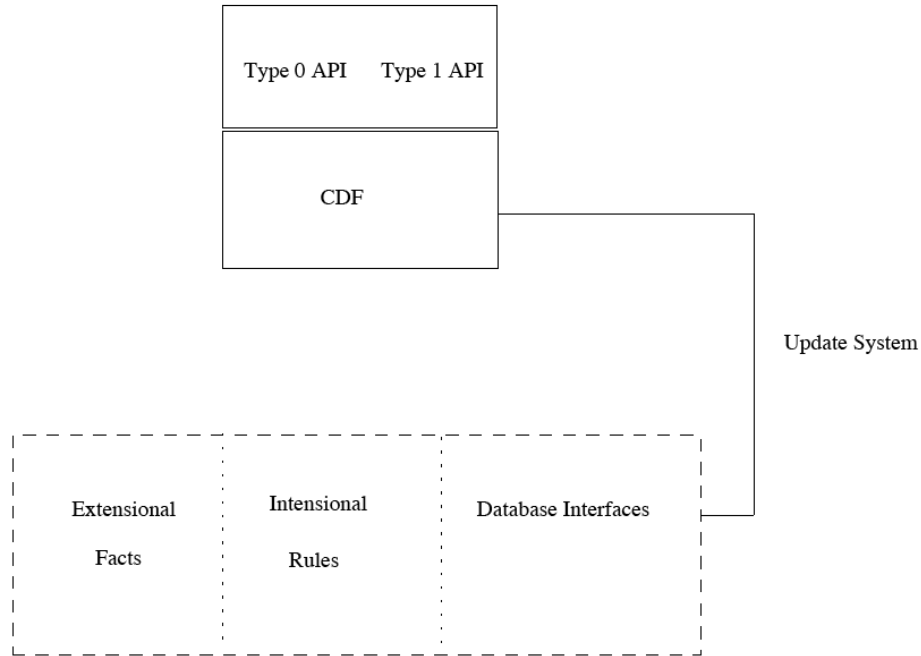 Type 0 API
Type 1 API
CDF
Update System
Extensional
Facts
Intensional
Rules
Database Interfaces